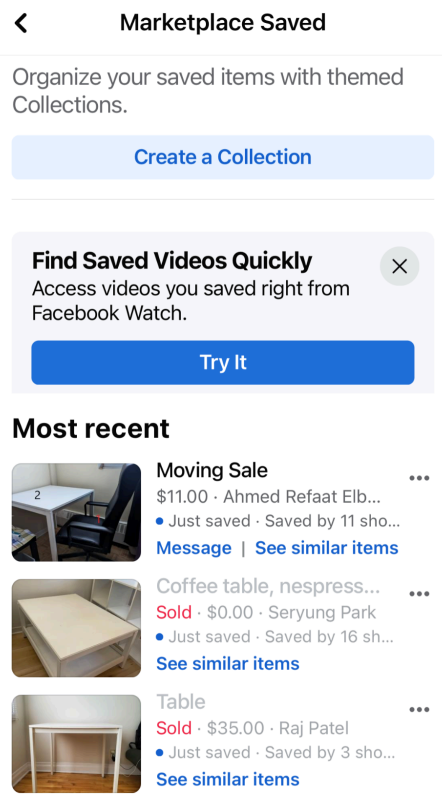 Marketplace Saved
Organize your saved items with themed
Collections.
Create a Collection
Find Saved Videos Quickly
Access videos you saved right from
Facebook Watch.
Try It
Most recent
2
Moving Sale
$11.00 · Ahmed Refaat Elb...
Just saved · Saved by 11 sho...
Message | See similar items
Coffee table, nespress...
Sold · $0.00 · Seryung Park
Just saved · Saved by 16 sh...
See similar items
Table
Sold · $35.00 · Raj Patel
Just saved · Saved by 3 sho...
See similar items